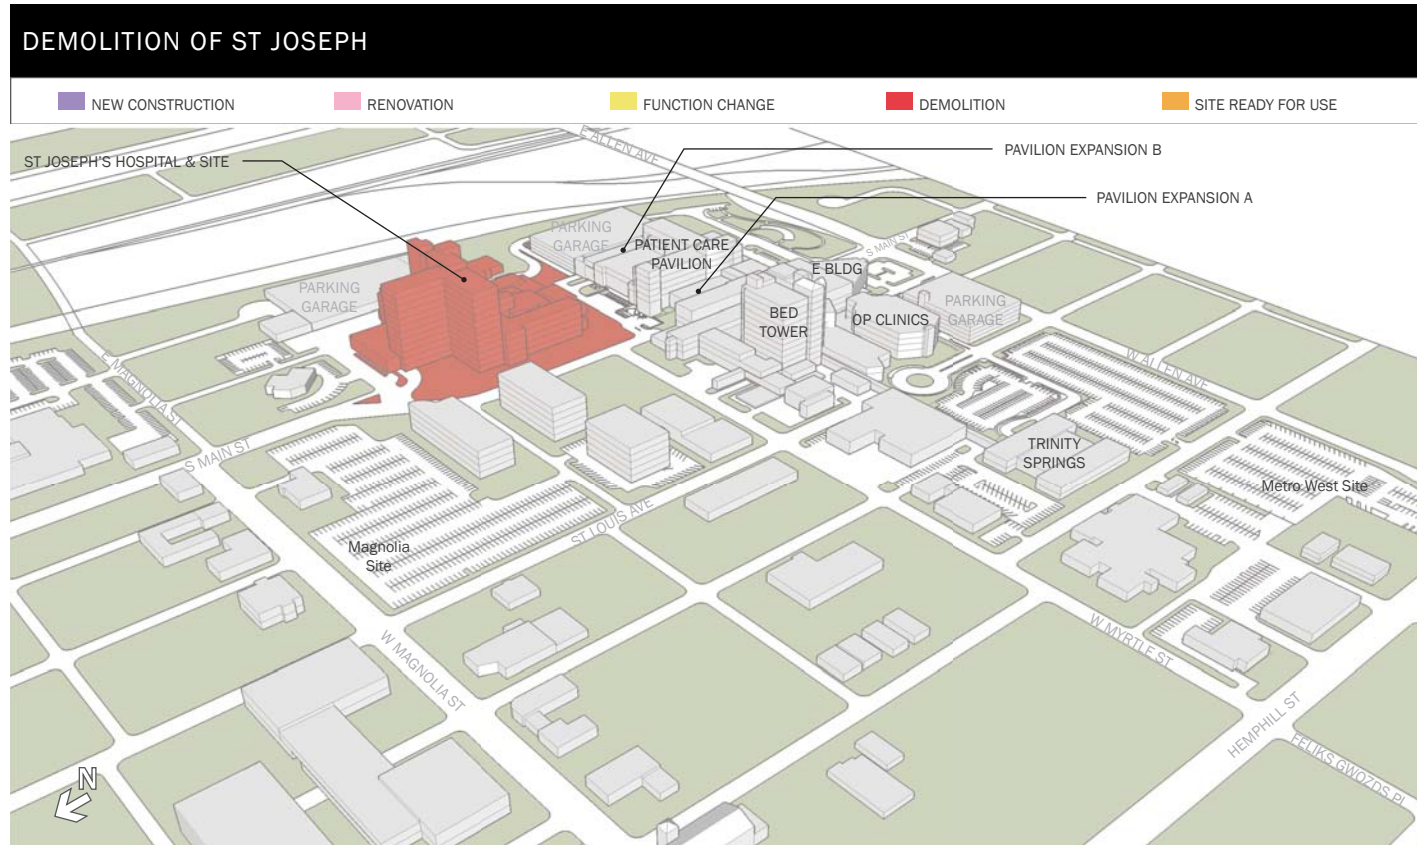 DEMOLITION OF ST JOSEPH
NEW CONSTRUCTION
RENOVATION
FUNCTION CHANGE
DEMOLITION
SITE READY FOR USE
E ALLEN AVE
ST JOSEPH'S HOSPITAL & SITE
PAVILION EXPANSION B
PAVILION EXPANSION A
PARKING
GARAGE
PATIENT CARE
PAVILION
S MAIN ST
E BLDG
PARKING
GARAGE
BED
TOWER
OP CLINICS
PARKING
GARAGE
E MAGNOLIA ST
W ALLEN AVE
S MAIN ST
TRINITY
SPRINGS
Metro West Site
Magnolia
Site
ST LOUIS AVE
W MAGNOLIA ST
W MYRTLE ST
HEMPHILL ST
FELIKS GWOZDS PL
N